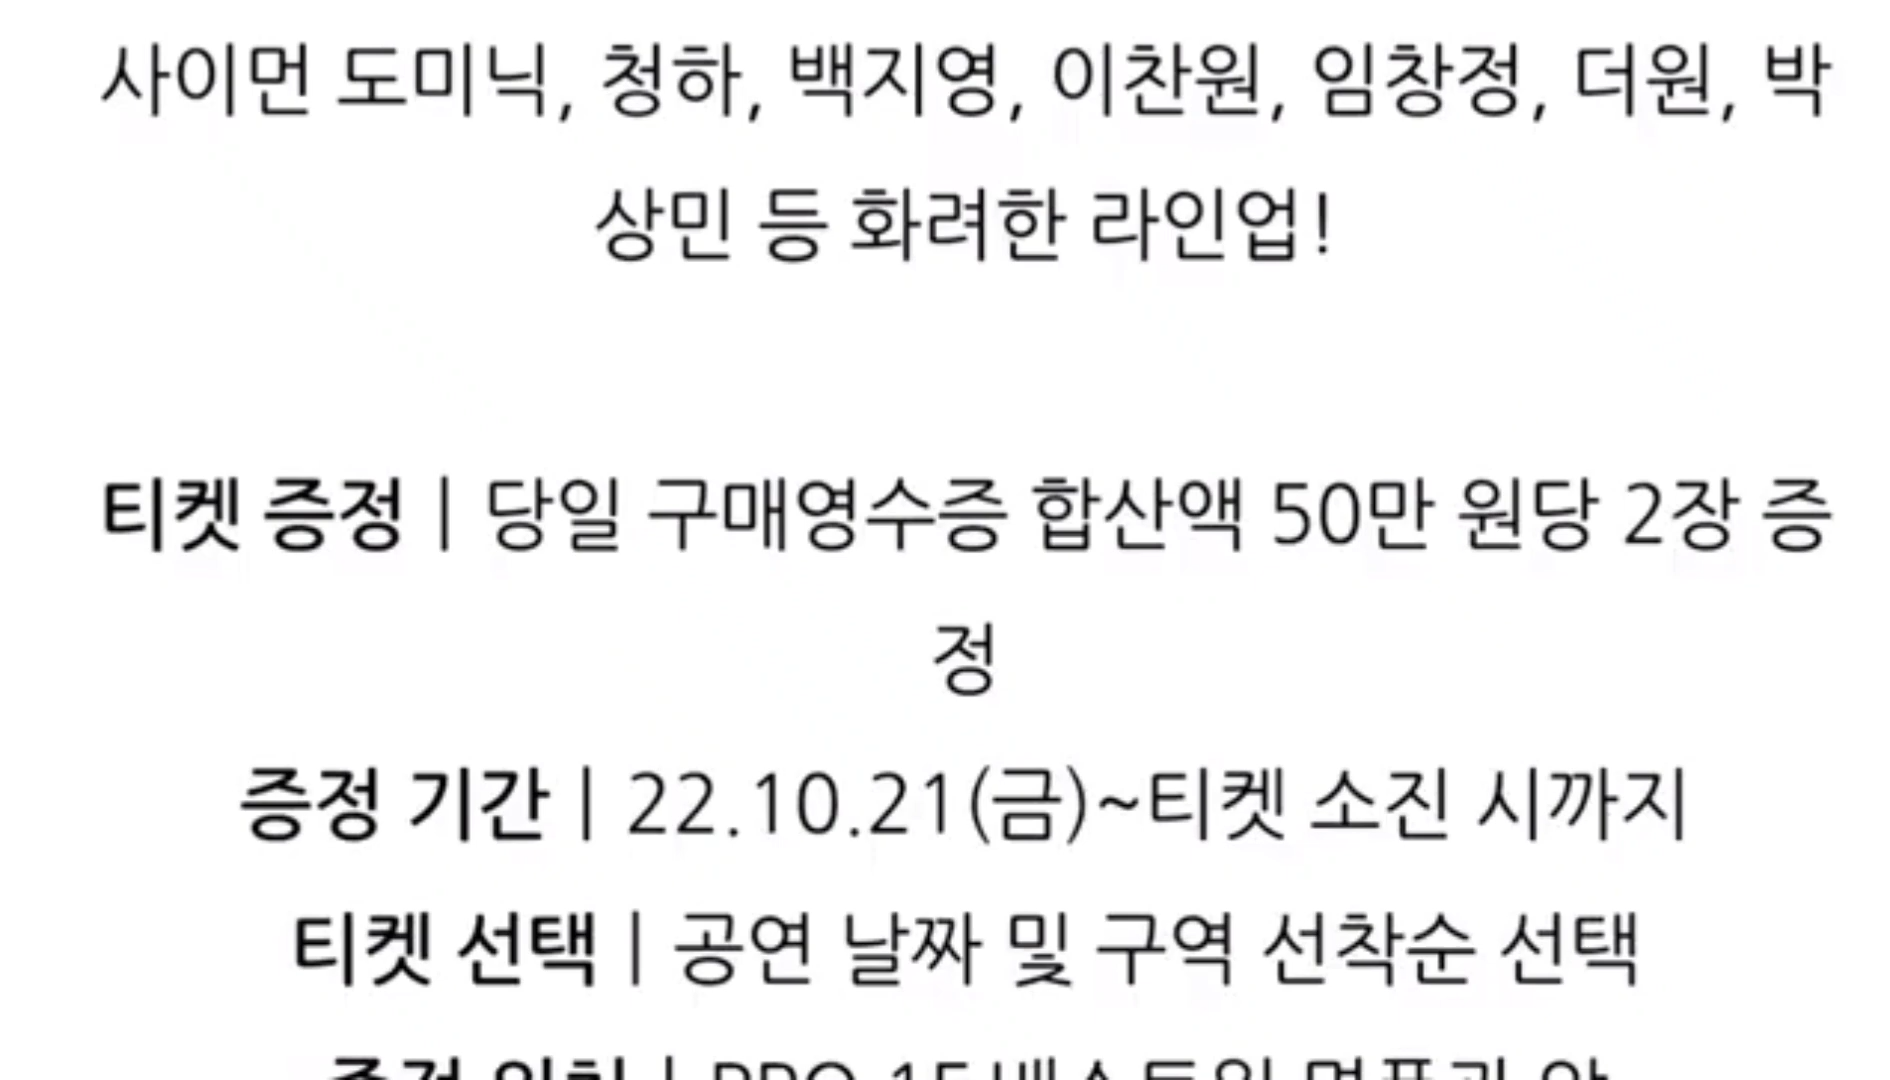 사이먼 도미닉, 청하, 백지영, 이찬원, 임창정, 더원, 박
상민 등 화려한 라인업!
티켓 증정 | 당일 구매영수증 합산액 50만 원당 2장 증
정
증정 기간 | 22.10.21(금)~티켓 소진 시까지
티켓 선택 | 공연 날짜 및 구역 선착순 선택